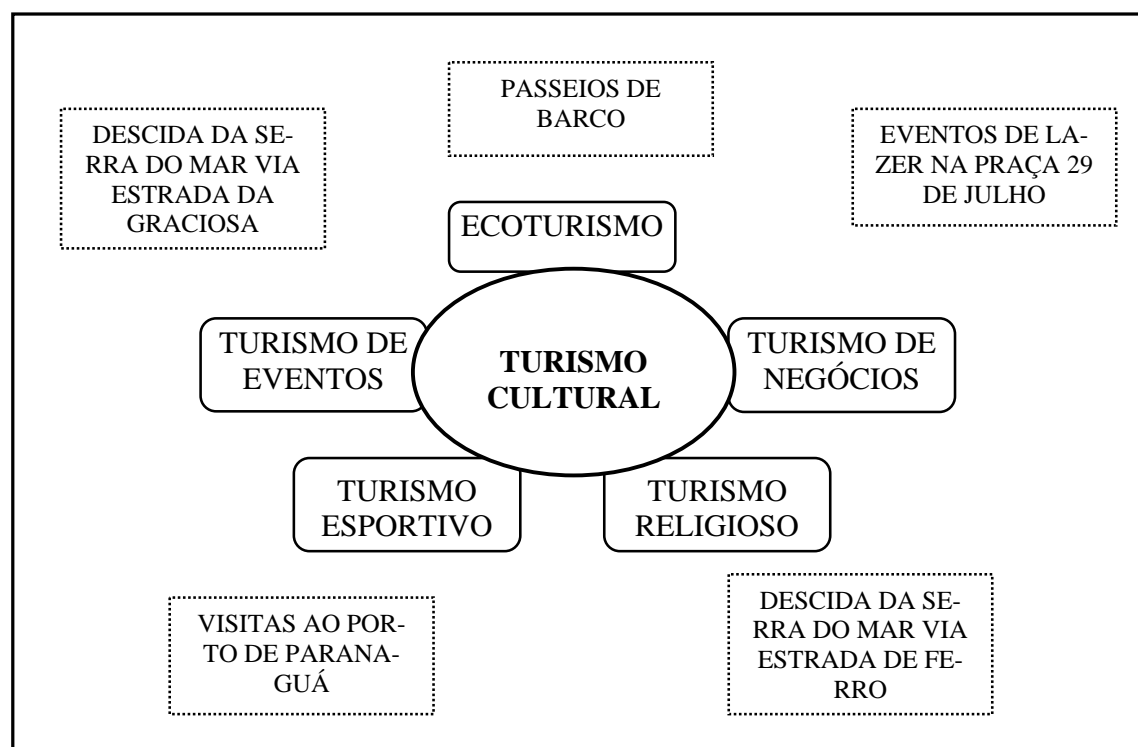 PASSEIOS DE
BARCO
DESCIDA DA SE-
RRA DO MAR VIA
ESTRADA DA
GRACIOSA
EVENTOS DE LA-
ZER NA PRAÇA 29
DE JULHO
ECOTURISMO
TURISMO DE
EVENTOS
TURISMO
CULTURAL
TURISMO DE
NEGÓCIOS
TURISMO
ESPORTIVO
TURISMO
RELIGIOSO
VISITAS AO POR-
TO DE PARANA-
GUÁ
DESCIDA DA SE-
RRA DO MAR VIA
ESTRADA DE FE-
RRO